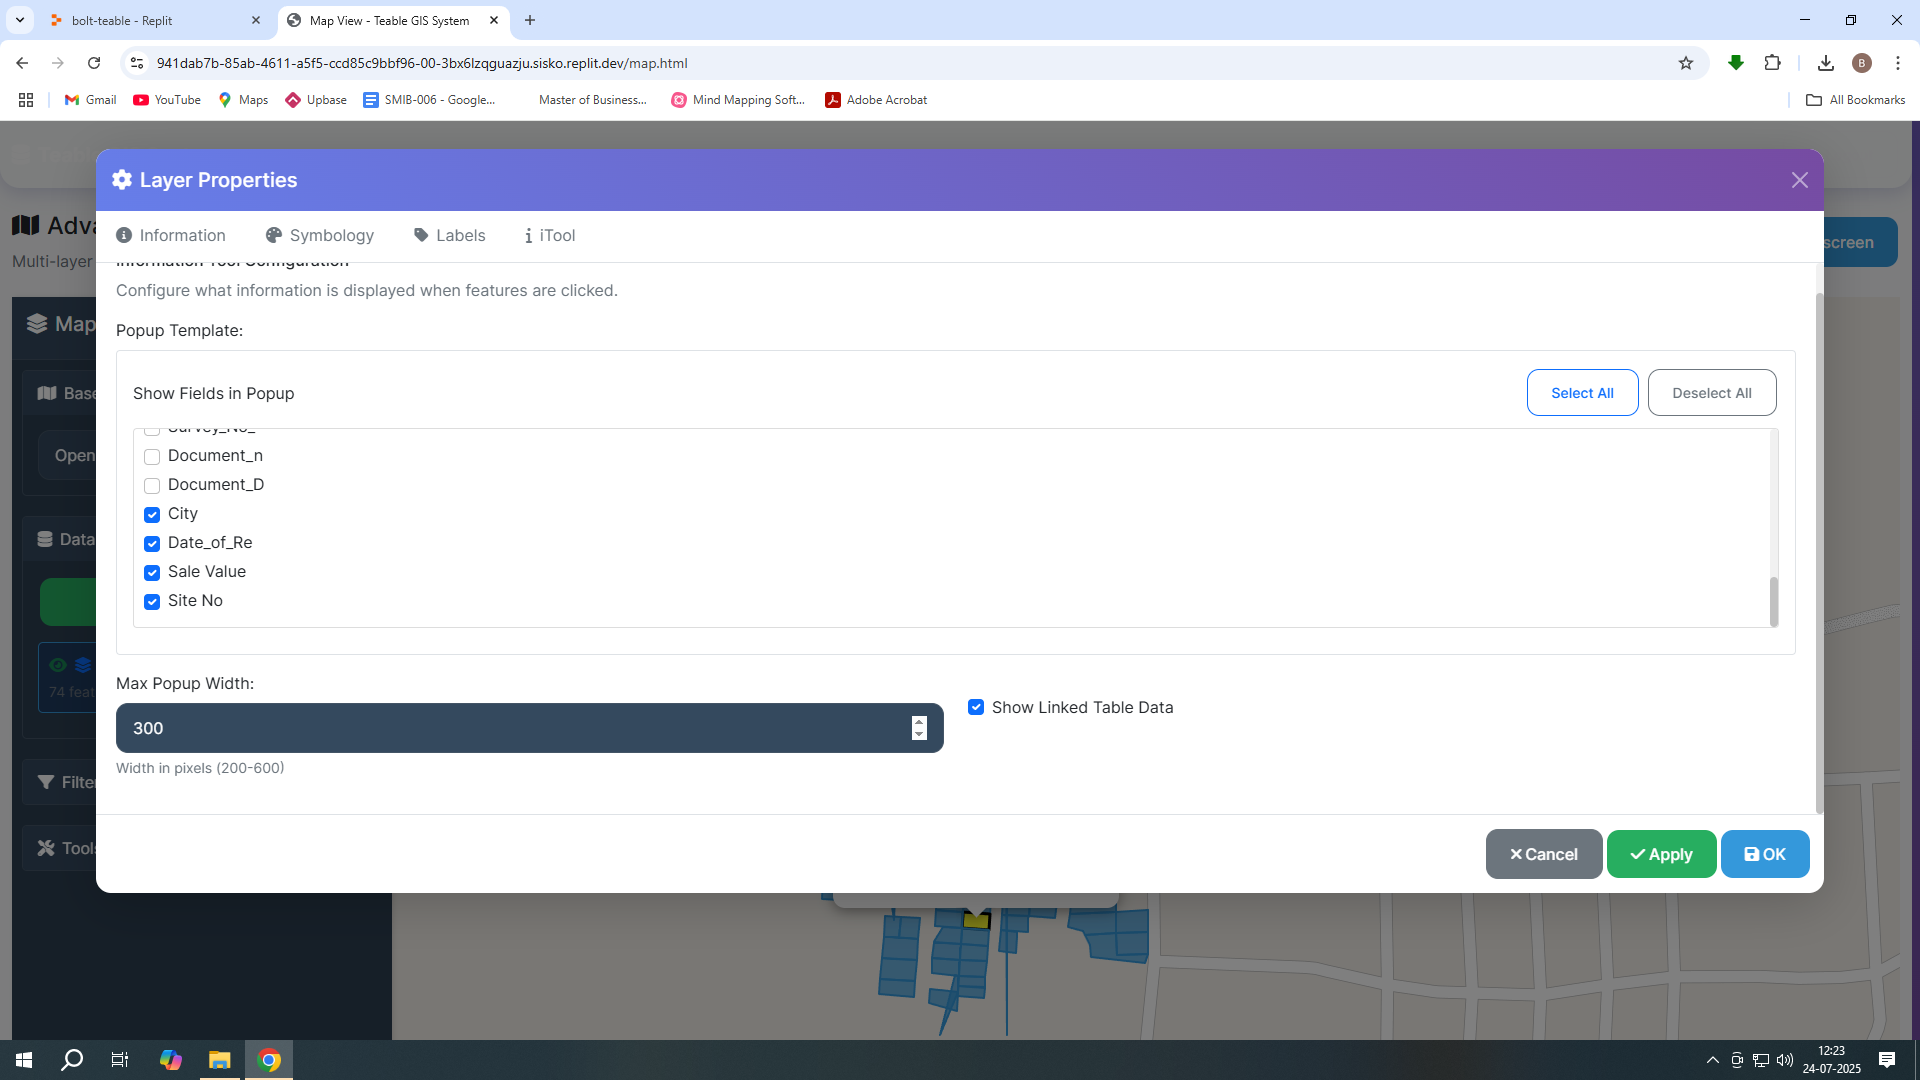 bolt-teable - Replit
Map View - Teable GIS System
941dab7b-85ab-4611-a5f5-ccd85c9bbf96-00-3bx6lzqguazju.sisko.replit.dev/map.html
B
Gmail
YouTube
Maps
Upbase
SMIB-006 - Google...
Master of Business...
Mind Mapping Soft...
Adobe Acrobat
All Bookmarks
Layer Properties
Adva
Multi-layer
screen
Information
Symbology
Labels
iTool
Information Tool Configuration
Configure what information is displayed when features are clicked.
Map
Popup Template:
Base
Show Fields in Popup
Select All
Deselect All
Survey_No_
Open
Document_n
Document_D
City
Data
Date_of_Re
Sale Value
Site No
74 feat
Max Popup Width:
300
Show Linked Table Data
Width in pixels (200-600)
Filte
Tools
Cancel
Apply
OK
12:23
24-07-2025